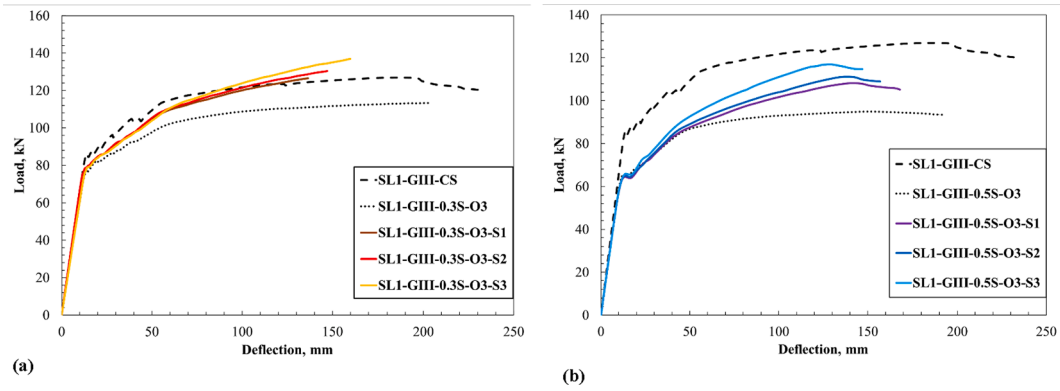 160
140
120
100
80
60
40
20
0
Load, kN
0 50 100 150 200 250
Deflection, mm
SL1-GIII-CS
SL1-GIII-0.3S-O3
SL1-GIII-0.3S-O3-S1
SL1-GIII-0.3S-O3-S2
SL1-GIII-0.3S-O3-S3
(a)
140
120
100
80
60
40
20
0
Load, kN
0 50 100 150 200 250
Deflection, mm
SL1-GIII-CS
SL1-GIII-0.5S-O3
SL1-GIII-0.5S-O3-S1
SL1-GIII-0.5S-O3-S2
SL1-GIII-0.5S-O3-S3
(b)